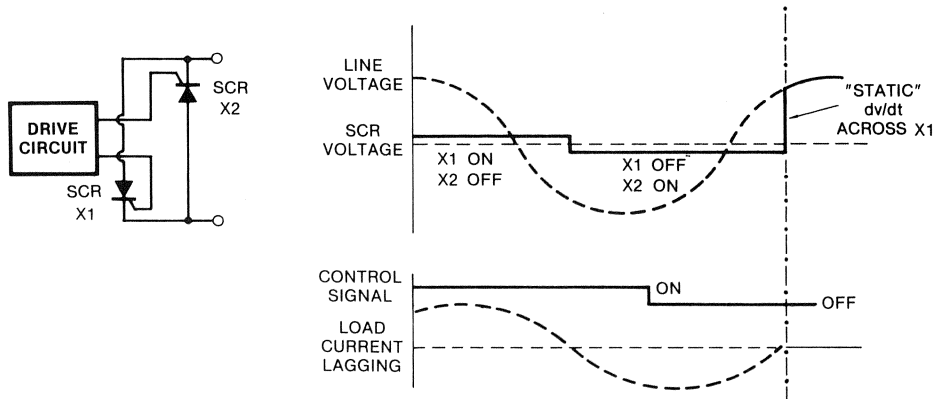 SCR
X2
DRIVE
CIRCUIT
SCR
X1
LINE
VOLTAGE
SCR
VOLTAGE
X1 ON
X2 OFF
X1 OFF
X2 ON
"STATIC"
dv/dt
ACROSS X1
CONTROL
SIGNAL
ON
OFF
LOAD
CURRENT
LAGGING